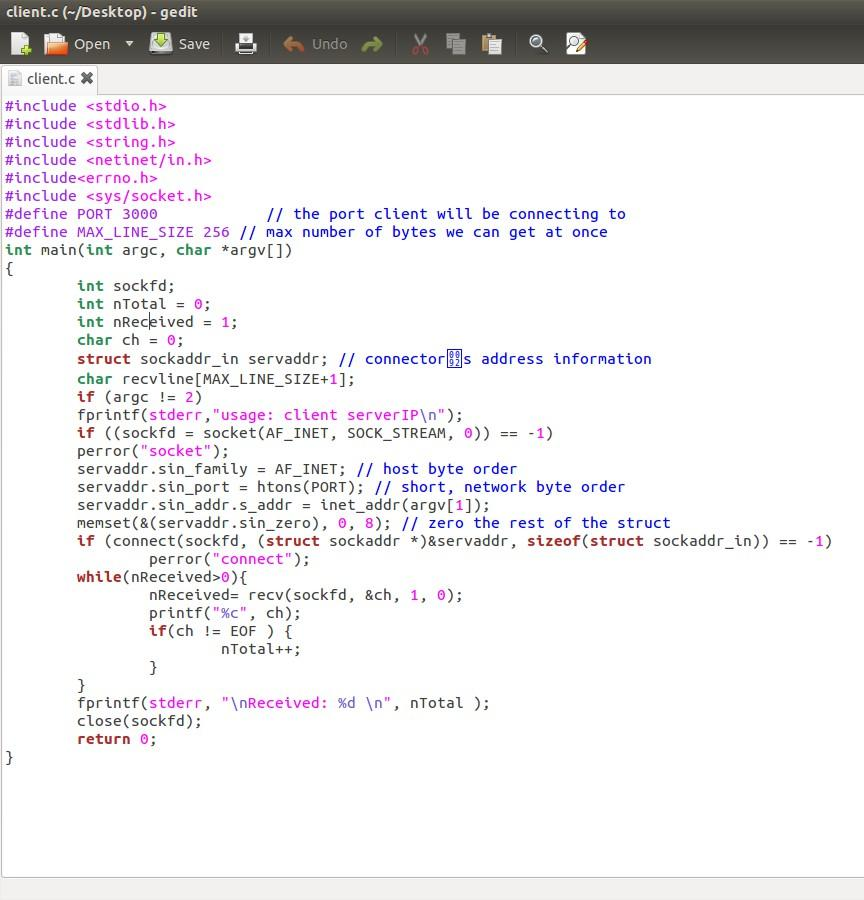 client.c (~/Desktop) - gedit
Open Save Undo
client.c
#include <stdio.h>
#include <stdlib.h>
#include <string.h>
#include <netinet/in.h>
#include<errno.h>
#include <sys/socket.h>
#define PORT 3000 // the port client will be connecting to
#define MAX_LINE_SIZE 256 // max number of bytes we can get at once
int main(int argc, char *argv[])
{
int sockfd;
int nTotal = 0;
int nReceived = 1;
char ch = 0;
struct sockaddr_in servaddr; // connector0092s address information
char recvline[MAX_LINE_SIZE+1];
if (argc != 2)
fprintf(stderr,"usage: client serverIP\n");
if ((sockfd = socket(AF_INET, SOCK_STREAM, 0)) == -1)
perror("socket");
servaddr.sin_family = AF_INET; // host byte order
servaddr.sin_port = htons(PORT); // short, network byte order
servaddr.sin_addr.s_addr = inet_addr(argv[1]);
memset(&(servaddr.sin_zero), 0, 8); // zero the rest of the struct
if (connect(sockfd, (struct sockaddr *)&servaddr, sizeof(struct sockaddr_in)) == -1)
perror("connect");
while(nReceived>0){
nReceived= recv(sockfd, &ch, 1, 0);
printf("%c", ch);
if(ch != EOF ) {
nTotal++;
}
}
fprintf(stderr, "\nReceived: %d \n", nTotal );
close(sockfd);
return 0;
}